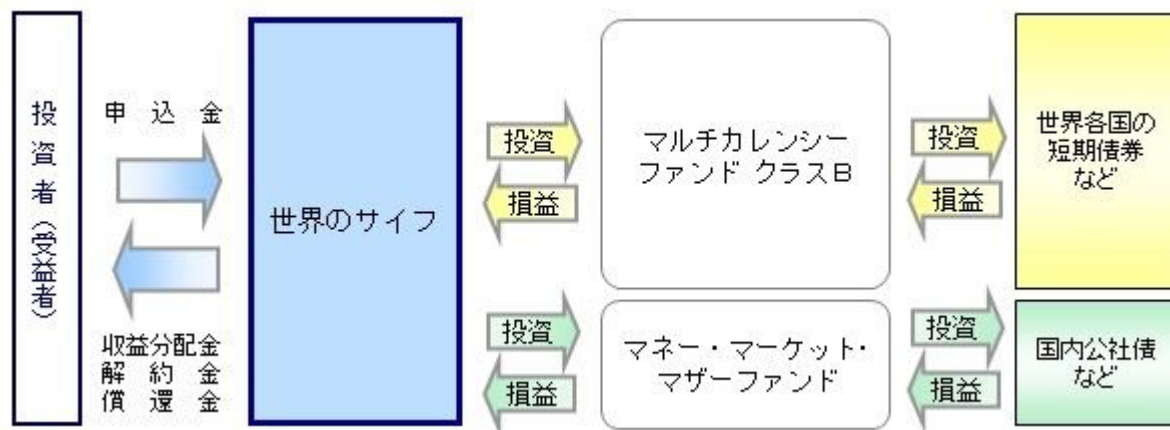 投資者(受益者)
申 込 金
収益分配金
解 約 金
償 還 金
世界のサイフ
投資
損益
マルチカレンシー
ファンド クラスB
投資
損益
世界各国の
短期債券
など
投資
損益
マネー・マーケット・
マザーファンド
投資
損益
国内公社債
など